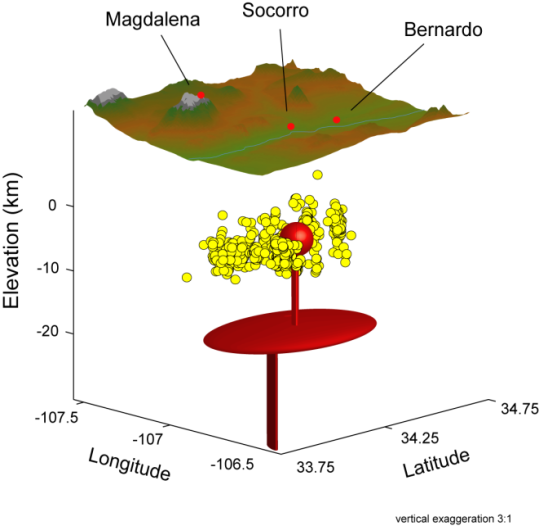 Socorro
Magdalena
Bernardo
Elevation (km)
0
-10
-20
-107.5
-107
-106.5
Longitude
33.75
34.25
34.75
Latitude
vertical exaggeration 3:1